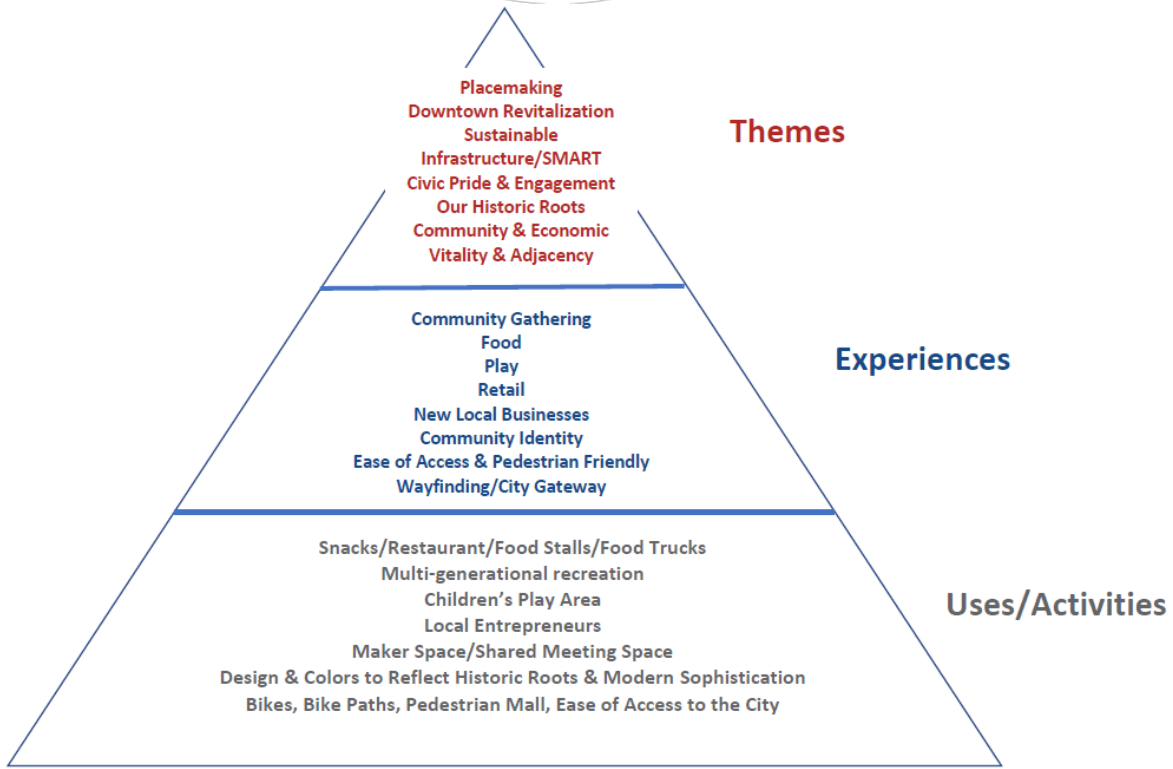 Placemaking
Downtown Revitalization
Sustainable
Infrastructure/SMART
Civic Pride & Engagement
Our Historic Roots
Community & Economic
Vitality & Adjacency
Themes
Community Gathering
Food
Play
Retail
New Local Businesses
Community Identity
Ease of Access & Pedestrian Friendly
Wayfinding/City Gateway
Experiences
Snacks/Restaurant/Food Stalls/Food Trucks
Multi-generational recreation
Children's Play Area
Local Entrepreneurs
Maker Space/Shared Meeting Space
Design & Colors to Reflect Historic Roots & Modern Sophistication
Bikes, Bike Paths, Pedestrian Mall, Ease of Access to the City
Uses/Activities